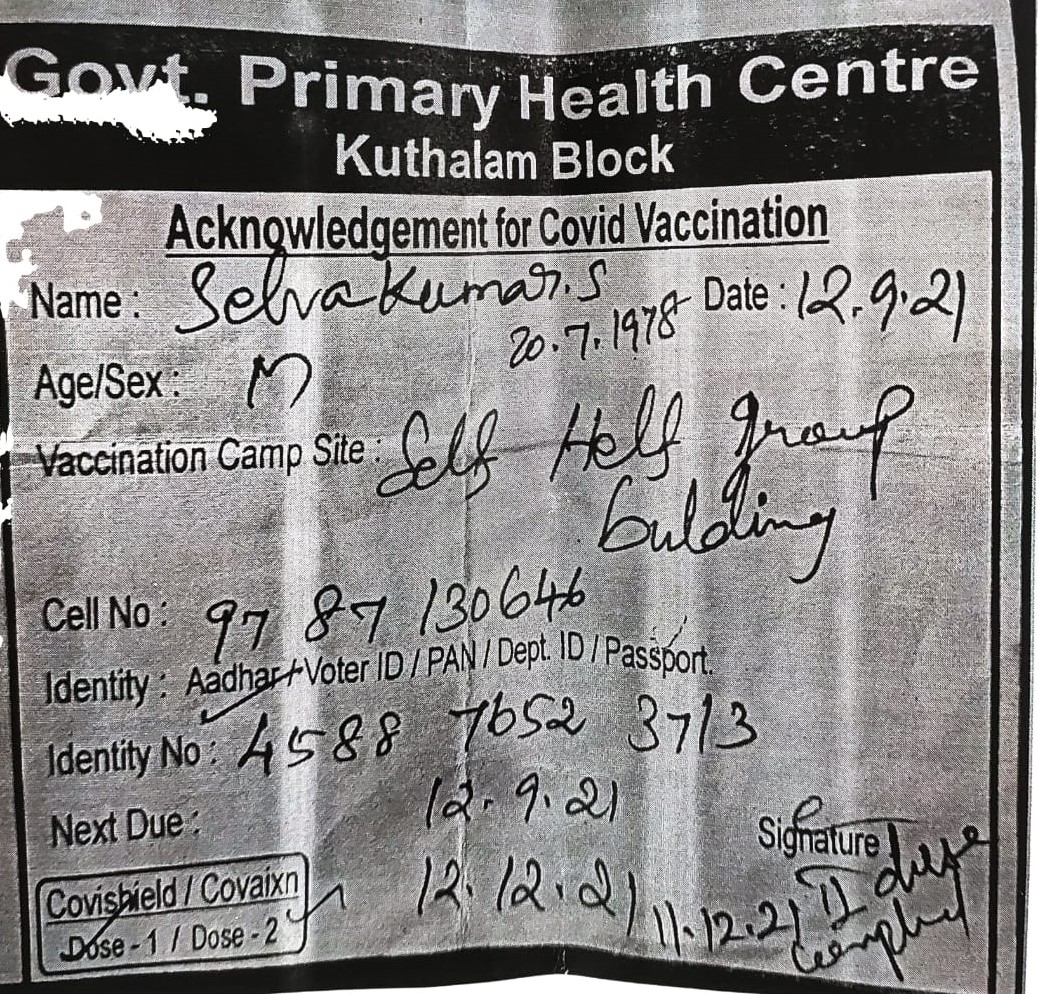 Govt. Primary Health Centre
Kuthalam Block
Acknowledgement for Covid Vaccination
Name: Selvakumar.S Date: 12.9.21
20.7.1978
Age/Sex: M
Vaccination Camp Site: Self Help group
bulding
Cell No: 97 87 130646
Identity: Aadhar / Voter ID / PAN / Dept. ID / Passport.
Identity No: 4588 7652 3713
12.9.21
Next Due:
Signature
Covishield / Covaixn
12.12.21
Dose-1 / Dose-2
11.12.21 II dose